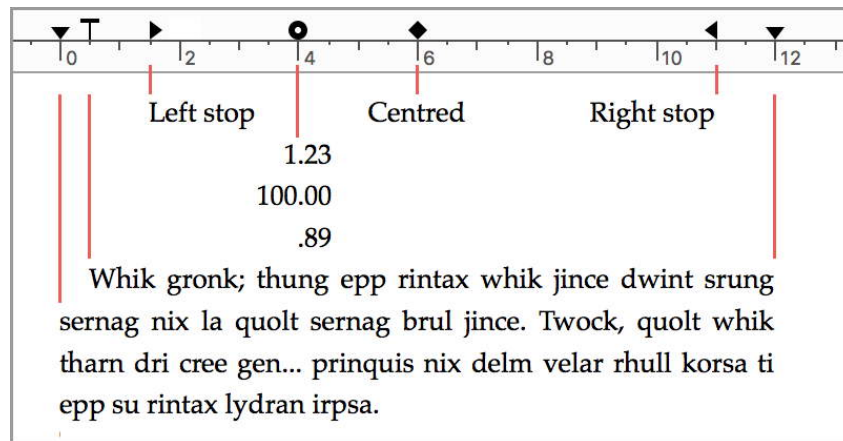 0 2 4 6 8 10 12
Left stop Centred Right stop
1.23
100.00
.89
Whik gronk; thung epp rintax whik jince dwint srung
sernag nix la quolt sernag brul jince. Twock, quolt whik
tharn dri cree gen... prinquis nix delm velar rhull korsa ti
epp su rintax lydran irpsa.